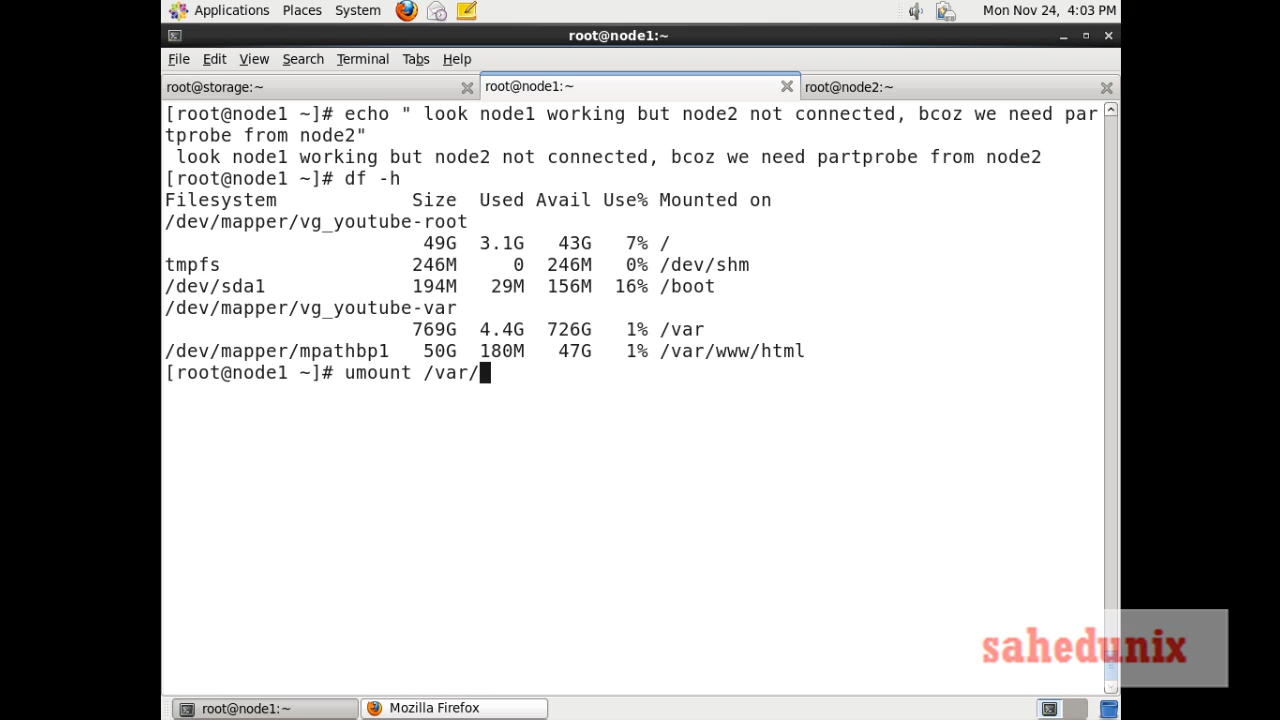 Applications Places System Mon Nov 24, 4:03 PM
root@node1:~
File Edit View Search Terminal Tabs Help
root@storage:~ root@node1:~ root@node2:~
[root@node1 ~]# echo " look node1 working but node2 not connected, bcoz we need par
tprobe from node2"
 look node1 working but node2 not connected, bcoz we need partprobe from node2
[root@node1 ~]# df -h
Filesystem Size Used Avail Use% Mounted on
/dev/mapper/vg_youtube-root
49G 3.1G 43G 7% /
tmpfs 246M 0 246M 0% /dev/shm
/dev/sda1 194M 29M 156M 16% /boot
/dev/mapper/vg_youtube-var
769G 4.4G 726G 1% /var
/dev/mapper/mpathbp1 50G 180M 47G 1% /var/www/html
[root@node1 ~]# umount /var/
sahedunix
root@node1:~ Mozilla Firefox